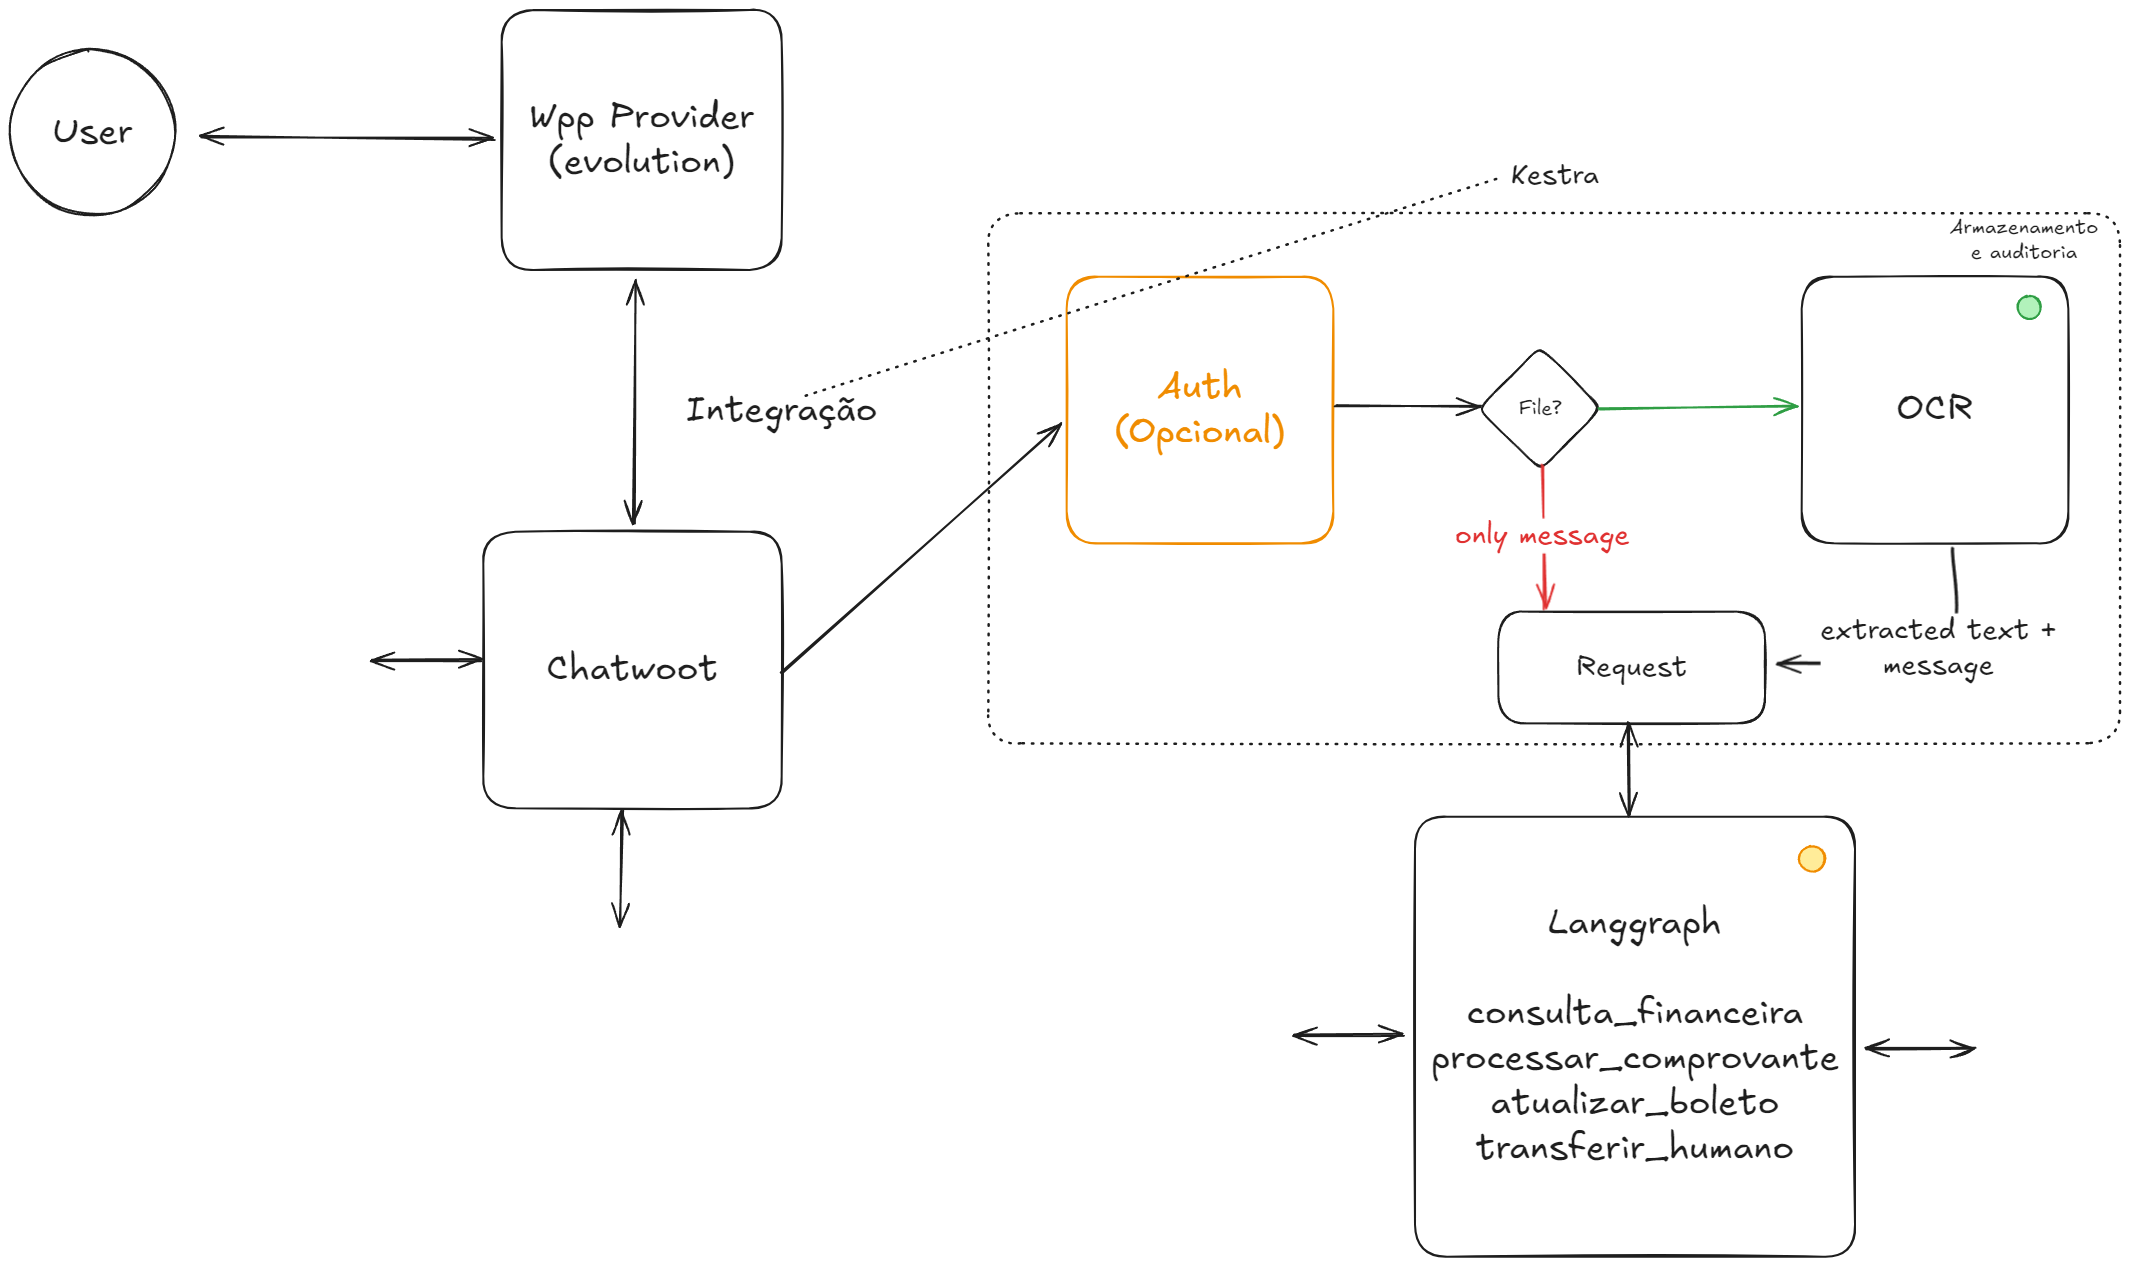 User
Wpp Provider
(evolution)
Kestra
Armazenamento
e auditoria
Integração
Auth
(Opcional)
File?
OCR
only message
extracted text +
message
Request
Chatwoot
Langgraph
consulta_financeira
processar_comprovante
atualizar_boleto
transferir_humano